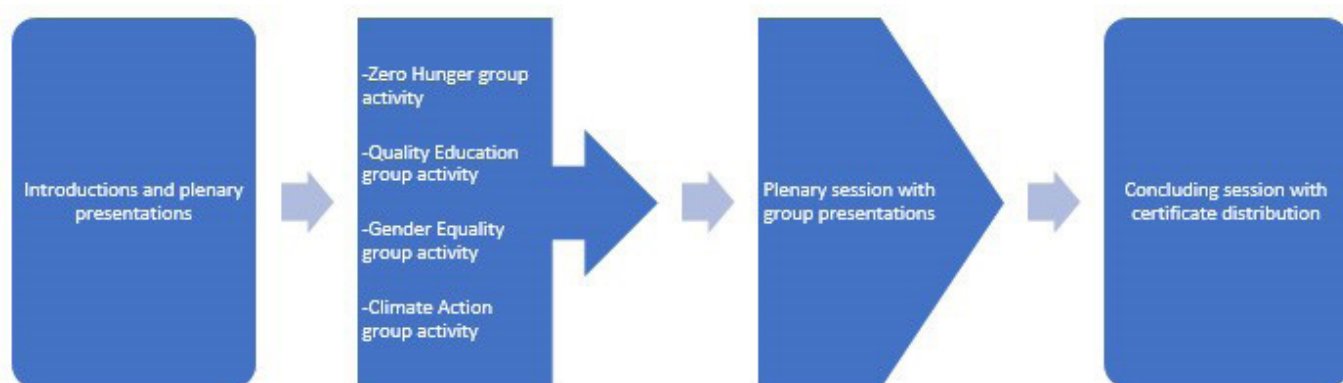 Introductions and plenary
presentations
-Zero Hunger group
activity
-Quality Education
group activity
-Gender Equality
group activity
-Climate Action
group activity
Plenary session with
group presentations
Concluding session with
certificate distribution